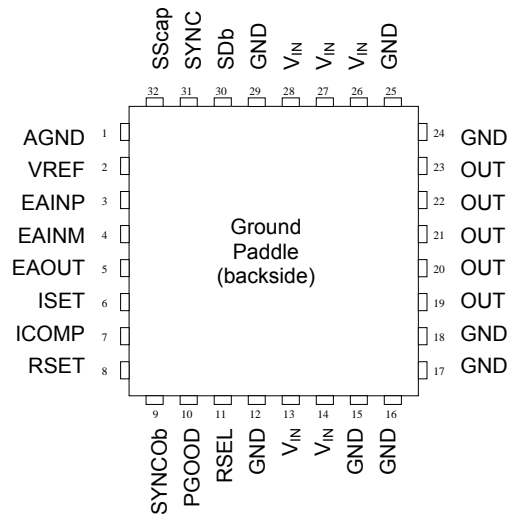 SScap SYNC SDb GND VIN VIN VIN GND
32 31 30 29 28 27 26 25
AGND 1
VREF 2
EAINP 3
EAINM 4
EAOUT 5
ISET 6
ICOMP 7
RSET 8
Ground
Paddle
(backside)
24 GND
23 OUT
22 OUT
21 OUT
20 OUT
19 OUT
18 GND
17 GND
9 10 11 12 13 14 15 16
SYNCOb PGOOD RSEL GND VIN VIN GND GND